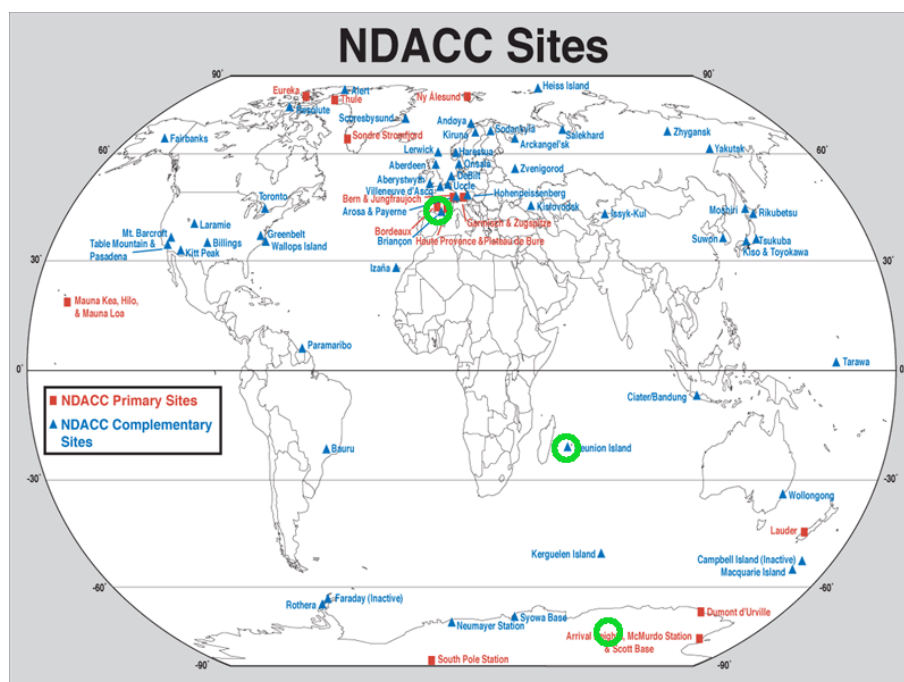 NDACC Sites
90°
90°
Eureka
Alert
Thule
Resolute
Ny Alesund
Heiss Island
Scoresbysund
Andoya
Kiruna
Sodankyla
Salekhard
Arckangel'sk
Zhygansk
Fairbanks
Sondre Stromfjord
Lerwick
Harestua
Yakutsk
60°
60°
Aberdeen
Onsala
Zvenigorod
Aberystwyth
DeBilt
Villeneuve d'Ascq
Uccle
Hohenpeissenberg
Toronto
Bern & Jungfraujoch
Kislovodsk
Issyk-Kul
Moshiri
Rikubetsu
Arosa & Payerne
Garmisch & Zugspitze
Laramie
Mt. Barcroft
Greenbelt
Bordeaux
Suwon
Tsukuba
Table Mountain &
Pasadena
Billings
Wallops Island
Briançon
Haute Provence & Plateau de Bure
Kitt Peak
Kiso & Toyokawa
30°
30°
Izaña
Mauna Kea, Hilo,
& Mauna Loa
Paramaribo
Tarawa
0°
0°
NDACC Primary Sites
NDACC Complementary
Sites
Ciater/Bandung
Bauru
Island
-30°
-30°
Wollongong
Lauder
Kerguelen Island
Campbell Island (Inactive)
Macquarie Island
-60°
-60°
Faraday (Inactive)
Rothera
Dumont d'Urville
Syowa Base
Neumayer Station
Arrival McMurdo Station
& Scott Base
South Pole Station
-90°
-90°